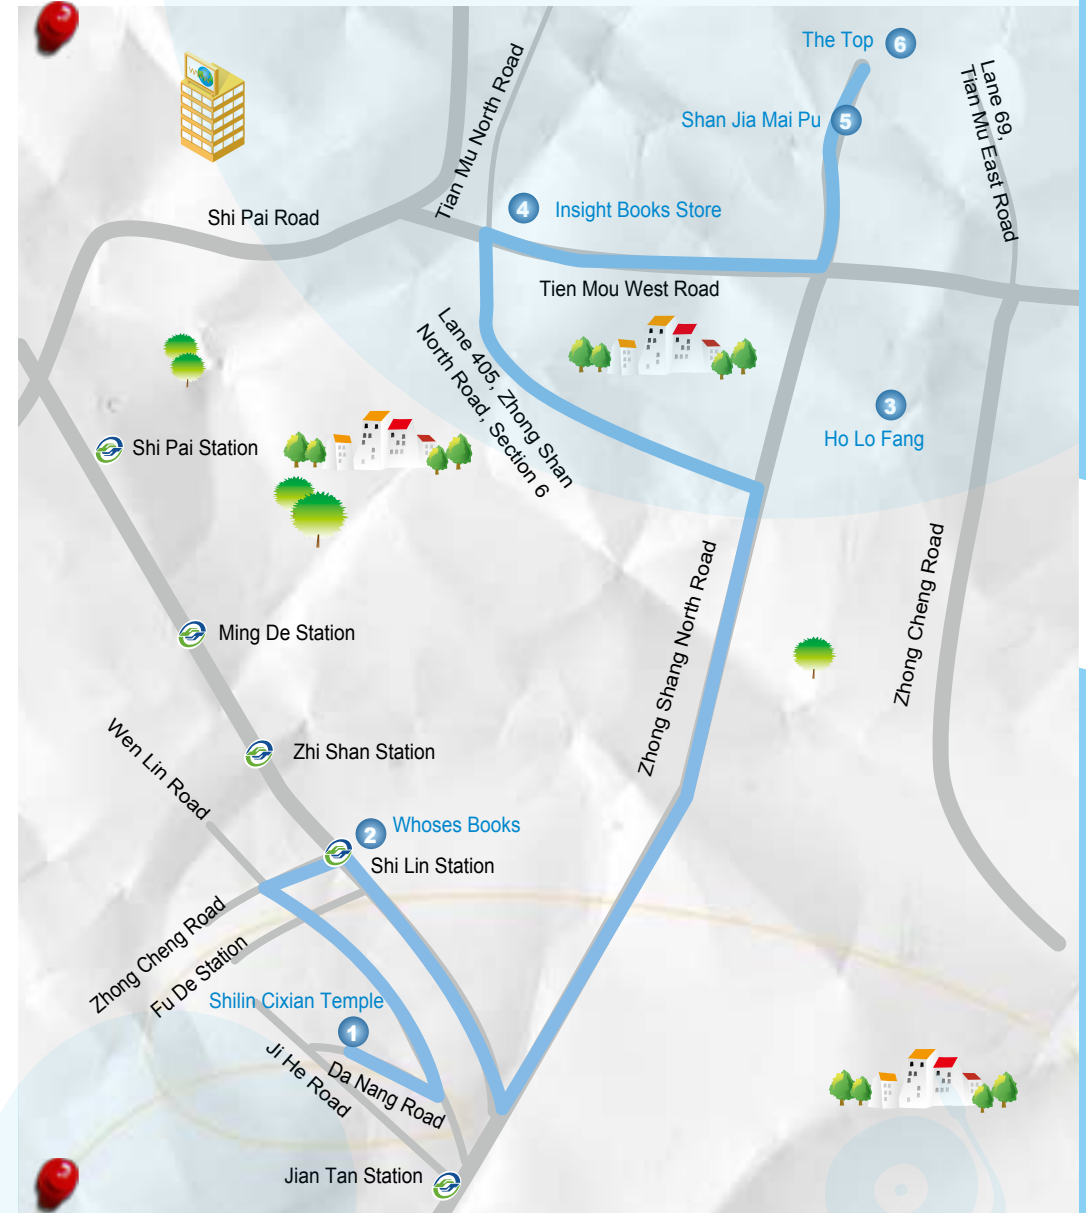 The Top 6
Shan Jia Mai Pu 5
Tian Mu North Road
Lane 69,
Tian Mu East Road
Shi Pai Road
4 Insight Books Store
Tien Mou West Road
Lane 405, Zhong Shan
North Road, Section 6
3
Ho Lo Fang
Shi Pai Station
Zhong Shang North Road
Zhong Cheng Road
Ming De Station
Wen Lin Road
Zhi Shan Station
2 Whoses Books
Shi Lin Station
Zhong Cheng Road
Fu De Station
Shilin Cixian Temple
1
Ji He Road
Da Nang Road
Jian Tan Station